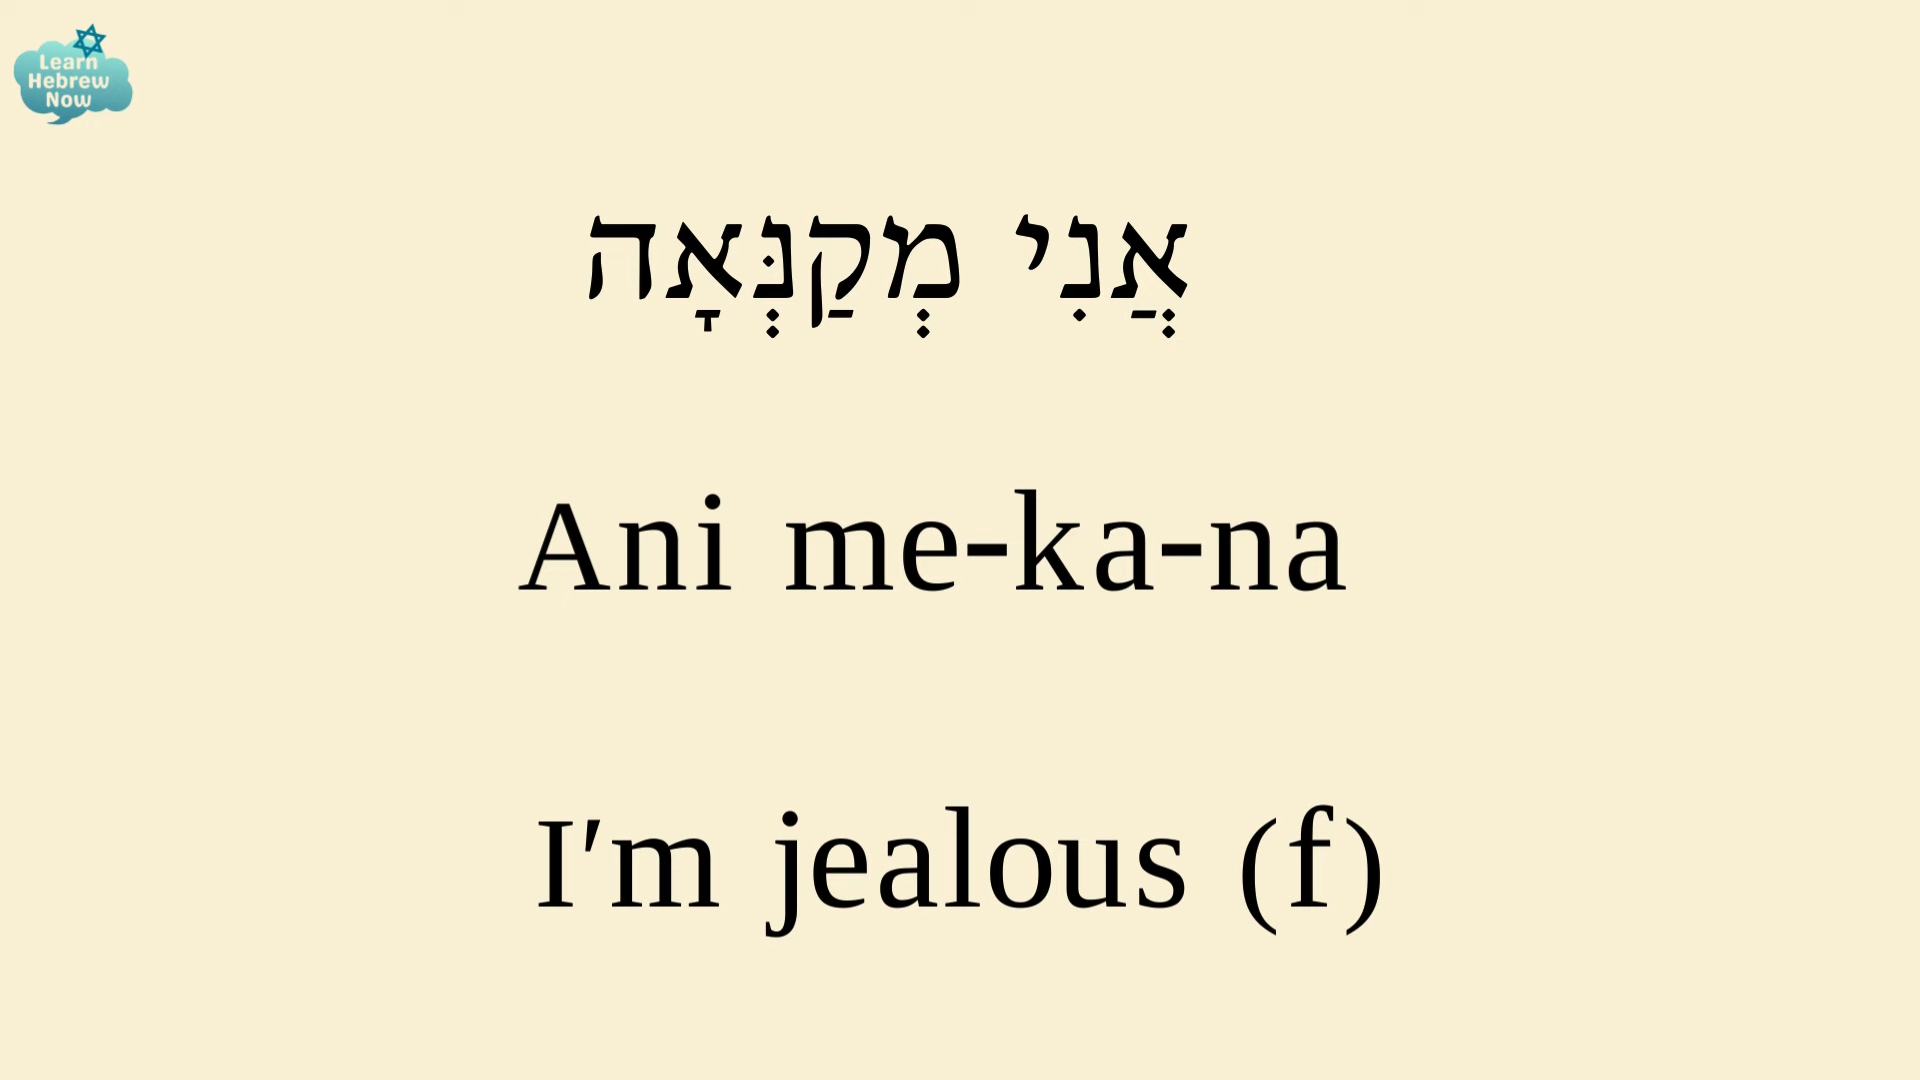 Learn
Hebrew
Now
אֲנִי מְקַנְּאָה
Ani me-ka-na
I'm jealous (f)